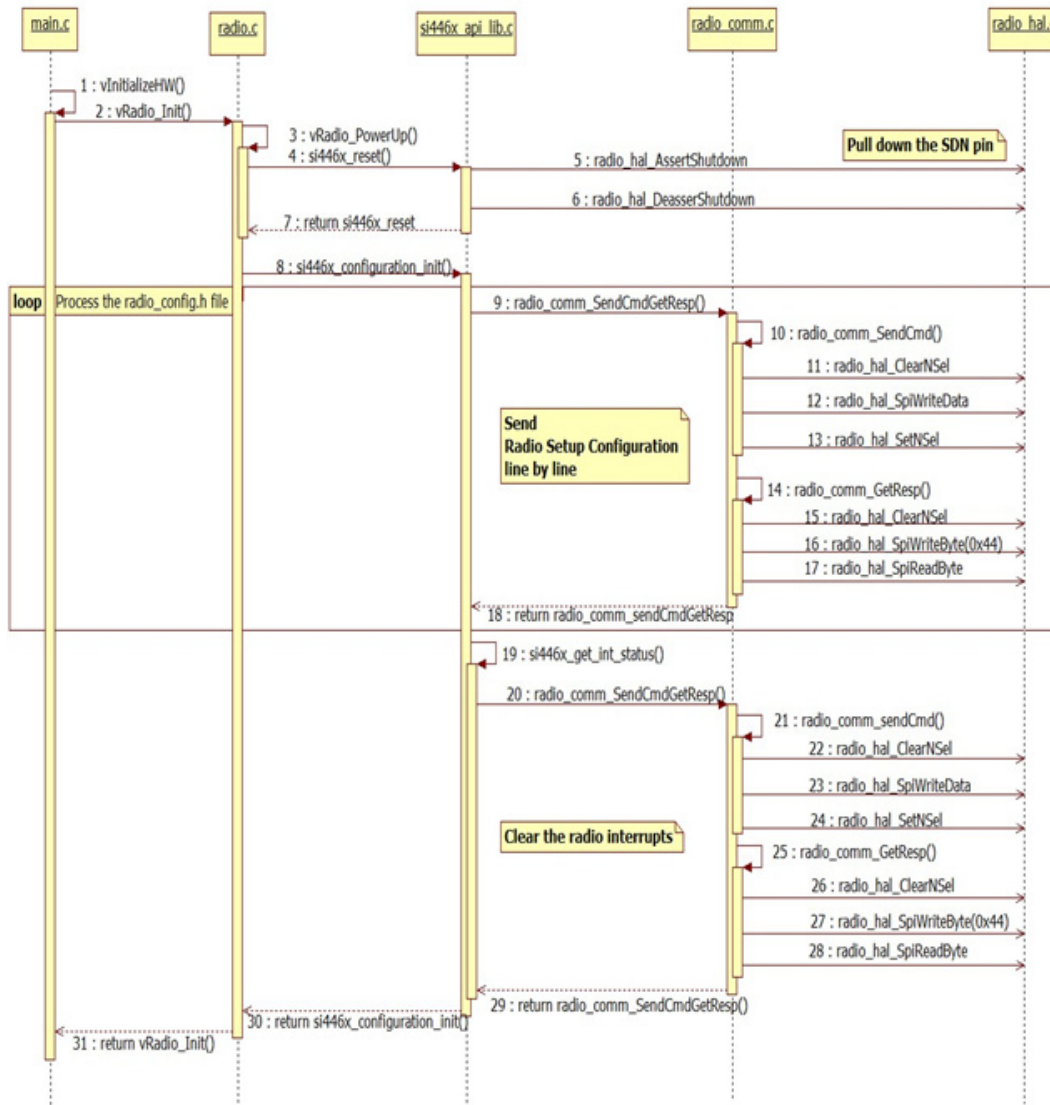 main.c
radio.c
si446x_api_lib.c
radio_comm.c
radio_hal.
1 : vInitializeHW()
2 : vRadio_Init()
3 : vRadio_PowerUp()
4 : si446x_reset()
Pull down the SDN pin
5 : radio_hal_AssertShutdown
6 : radio_hal_DeasserShutdown
7 : return si446x_reset
8 : si446x_configuration_init()
loop Process the radio_config.h file
9 : radio_comm_SendCmdGetResp()
10 : radio_comm_SendCmd()
11 : radio_hal_ClearNSel
12 : radio_hal_SpiWriteData
13 : radio_hal_SetNSel
Send
Radio Setup Configuration
line by line
14 : radio_comm_GetResp()
15 : radio_hal_ClearNSel
16 : radio_hal_SpiWriteByte(0x44)
17 : radio_hal_SpiReadByte
18 : return radio_comm_sendCmdGetResp
19 : si446x_get_int_status()
20 : radio_comm_SendCmdGetResp()
21 : radio_comm_sendCmd()
22 : radio_hal_ClearNSel
23 : radio_hal_SpiWriteData
24 : radio_hal_SetNSel
Clear the radio interrupts
25 : radio_comm_GetResp()
26 : radio_hal_ClearNSel
27 : radio_hal_SpiWriteByte(0x44)
28 : radio_hal_SpiReadByte
29 : return radio_comm_SendCmdGetResp()
30 : return si446x_configuration_init()
31 : return vRadio_Init()